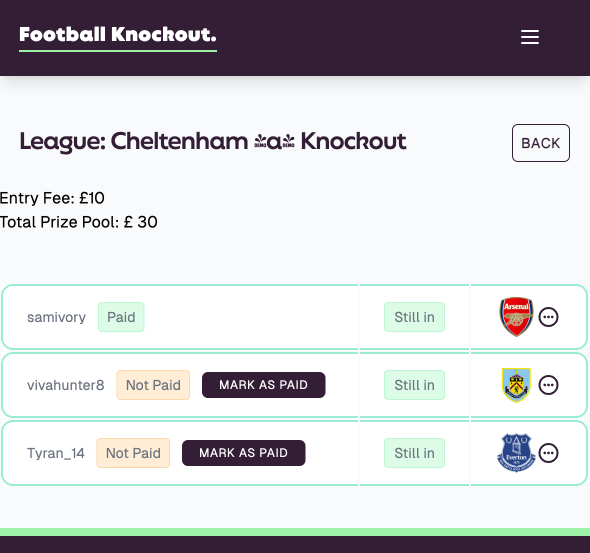 Football Knockout.
League: Cheltenham "a" Knockout
BACK
Entry Fee: £10
Total Prize Pool: £ 30
samivory Paid Still in Arsenal
vivahunter8 Not Paid MARK AS PAID Still in
Tyran_14 Not Paid MARK AS PAID Still in Everton